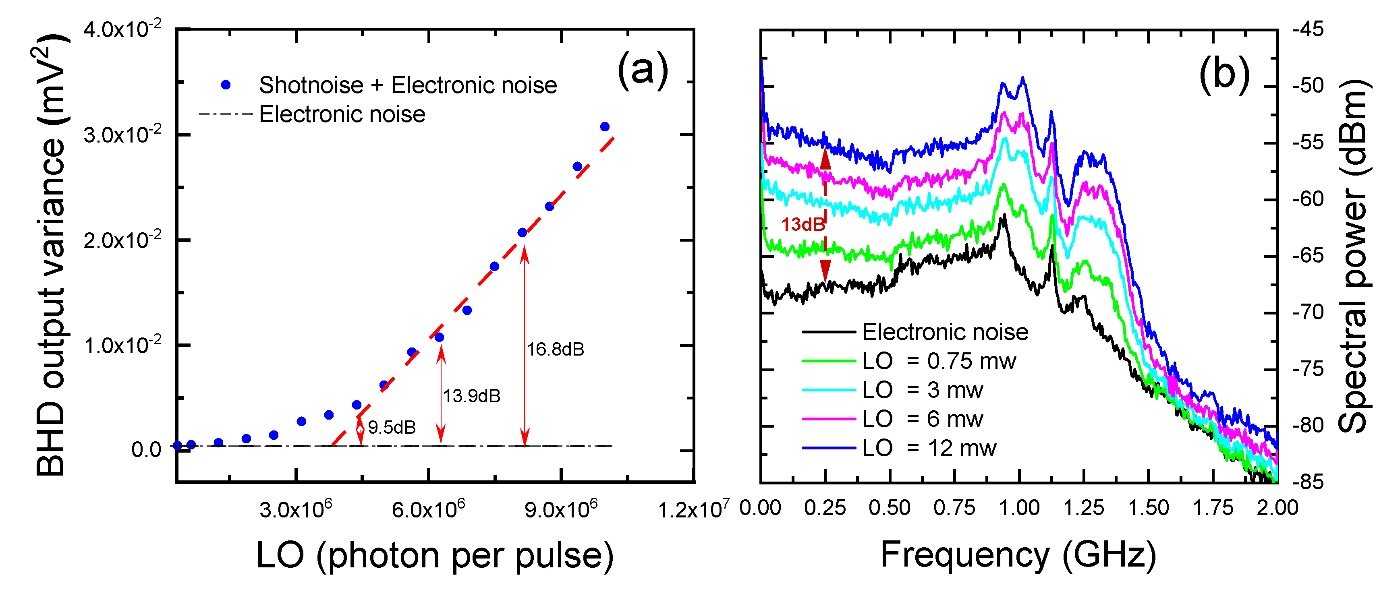 BHD output variance (mV²)
4.0x10⁻²
3.0x10⁻²
2.0x10⁻²
1.0x10⁻²
0.0
(a)
Shotnoise + Electronic noise
Electronic noise
16.8dB
13.9dB
9.5dB
3.0x10⁶ 6.0x10⁶ 9.0x10⁶ 1.2x10⁷
LO (photon per pulse)
(b)
13dB
Electronic noise
LO = 0.75 mw
LO = 3 mw
LO = 6 mw
LO = 12 mw
0.00 0.25 0.50 0.75 1.00 1.25 1.50 1.75 2.00
Frequency (GHz)
-45
-50
-55
-60
-65
-70
-75
-80
-85
Spectral power (dBm)